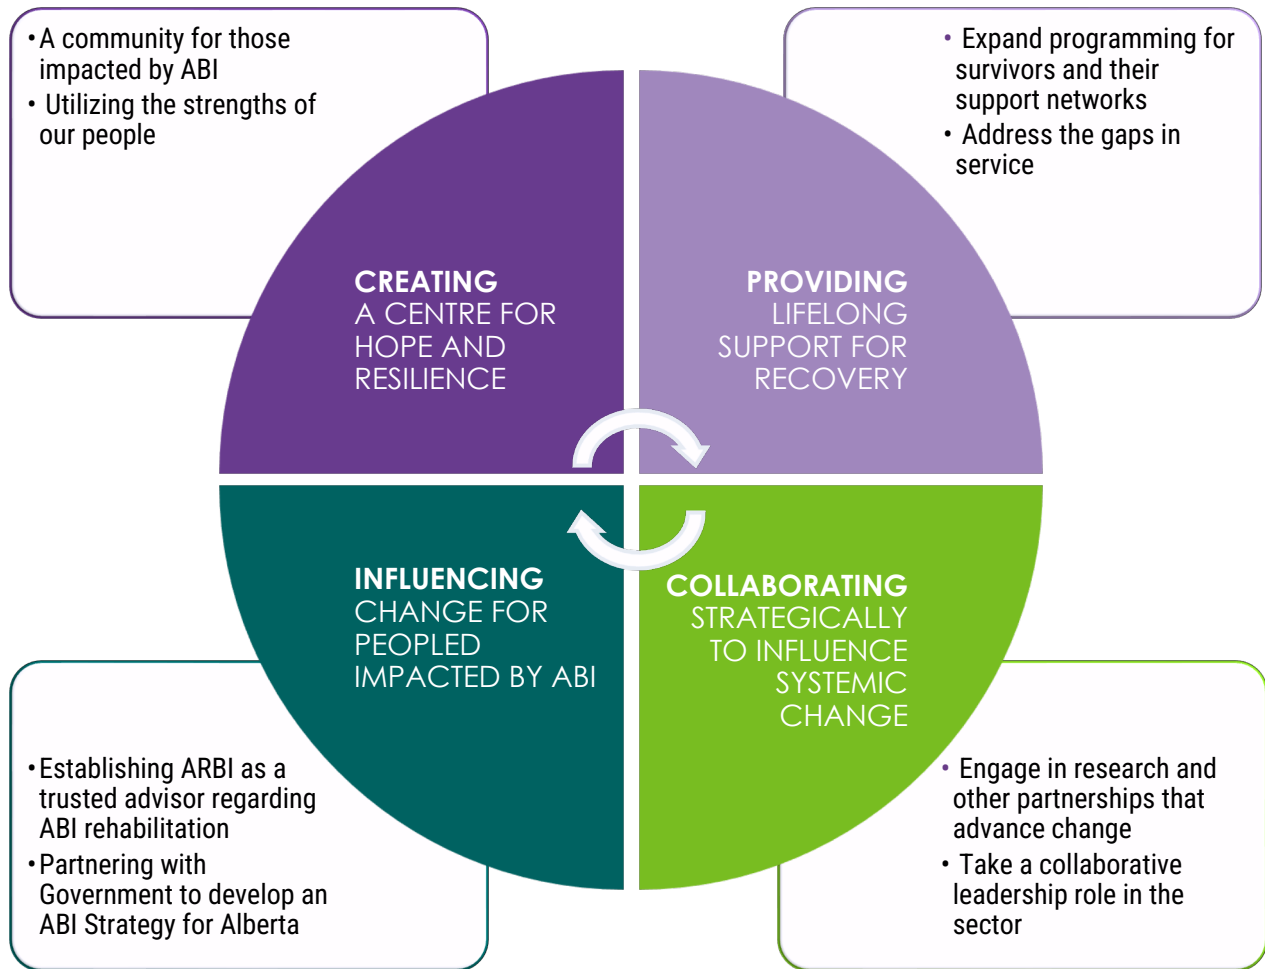 •A community for those
impacted by ABI
• Utilizing the strengths of
our people
• Expand programming for
survivors and their
support networks
• Address the gaps in
service
CREATING
A CENTRE FOR
HOPE AND
RESILIENCE
PROVIDING
LIFELONG
SUPPORT FOR
RECOVERY
INFLUENCING
CHANGE FOR
PEOPLED
IMPACTED BY ABI
COLLABORATING
STRATEGICALLY
TO INFLUENCE
SYSTEMIC
CHANGE
•Establishing ARBI as a
trusted advisor regarding
ABI rehabilitation
•Partnering with
Government to develop an
ABI Strategy for Alberta
• Engage in research and
other partnerships that
advance change
• Take a collaborative
leadership role in the
sector